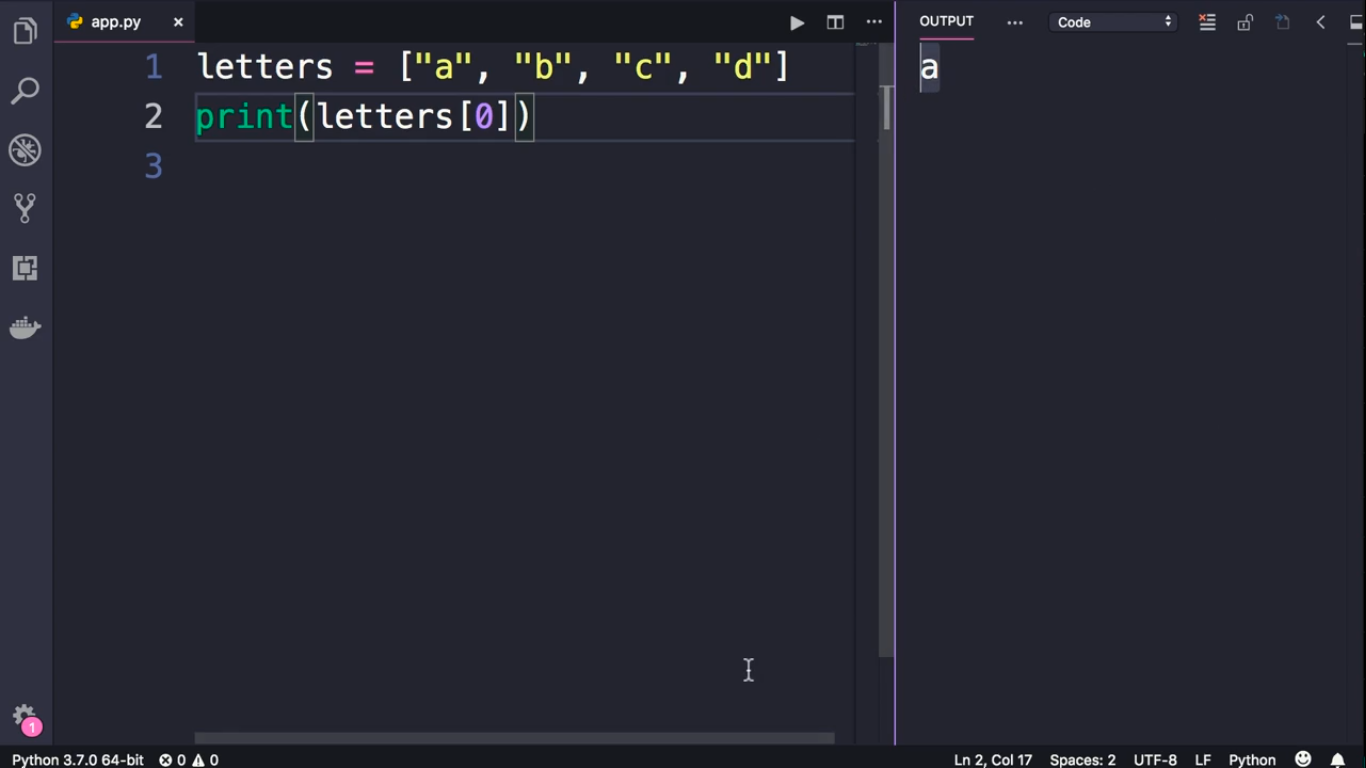 app.py
OUTPUT
Code
1 letters = ["a", "b", "c", "d"]
2 print(letters[0])
3
a
1
Python 3.7.0 64-bit 0 0 Ln 2, Col 17 Spaces: 2 UTF-8 LF Python